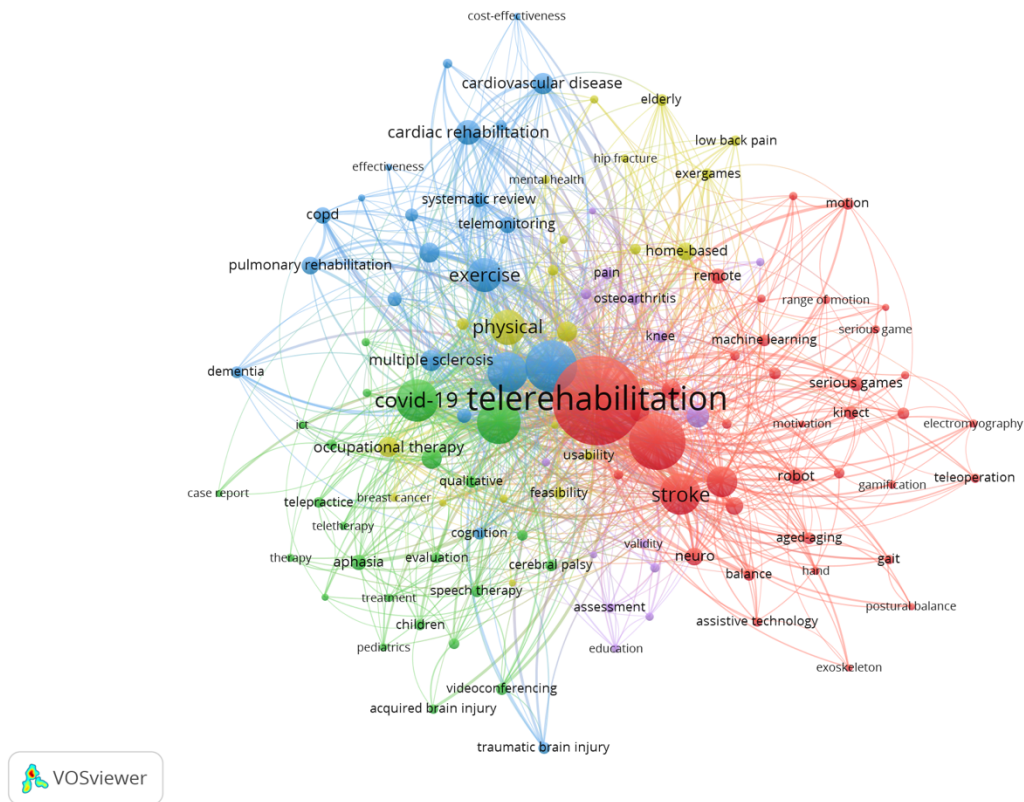 cost-effectiveness
cardiovascular disease
elderly
cardiac rehabilitation
low back pain
hip fracture
effectiveness
exergames
mental health
systematic review
motion
copd
telemonitoring
home-based
pulmonary rehabilitation
pain
exercise
remote
osteoarthritis
range of motion
physical
serious game
knee
machine learning
multiple sclerosis
dementia
serious games
covid-19
telerehabilitation
kinect
ict
motivation
electromyography
occupational therapy
usability
robot
teleoperation
qualitative
gamification
case report
breast cancer
feasibility
stroke
telepractice
teletherapy
cognition
aged-aging
validity
therapy
evaluation
neuro
gait
aphasia
cerebral palsy
balance
hand
speech therapy
treatment
assessment
postural balance
children
assistive technology
pediatrics
education
exoskeleton
videoconferencing
acquired brain injury
traumatic brain injury
VOSviewer